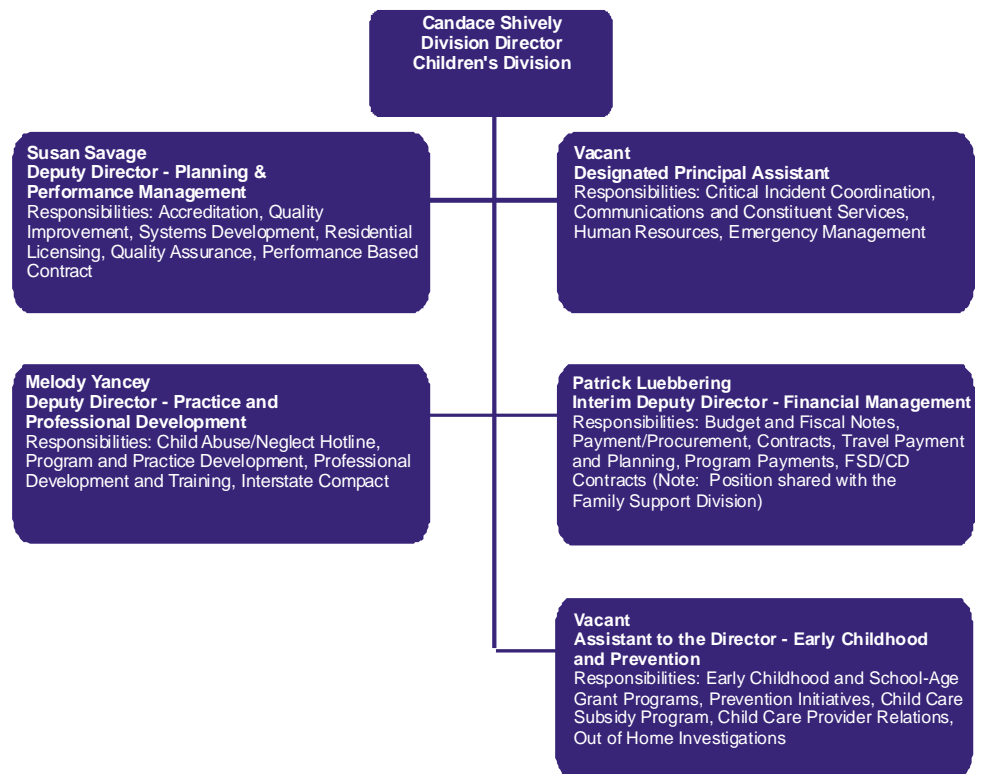 Candace Shively
Division Director
Children's Division
Susan Savage
Deputy Director - Planning &
Performance Management
Responsibilities: Accreditation, Quality
Improvement, Systems Development, Residential
Licensing, Quality Assurance, Performance Based
Contract
Vacant
Designated Principal Assistant
Responsibilities: Critical Incident Coordination,
Communications and Constituent Services,
Human Resources, Emergency Management
Melody Yancey
Deputy Director - Practice and
Professional Development
Responsibilities: Child Abuse/Neglect Hotline,
Program and Practice Development, Professional
Development and Training, Interstate Compact
Patrick Luebbering
Interim Deputy Director - Financial Management
Responsibilities: Budget and Fiscal Notes,
Payment/Procurement, Contracts, Travel Payment
and Planning, Program Payments, FSD/CD
Contracts (Note:  Position shared with the
Family Support Division)
Vacant
Assistant to the Director - Early Childhood
and Prevention
Responsibilities: Early Childhood and School-Age
Grant Programs, Prevention Initiatives, Child Care
Subsidy Program, Child Care Provider Relations,
Out of Home Investigations